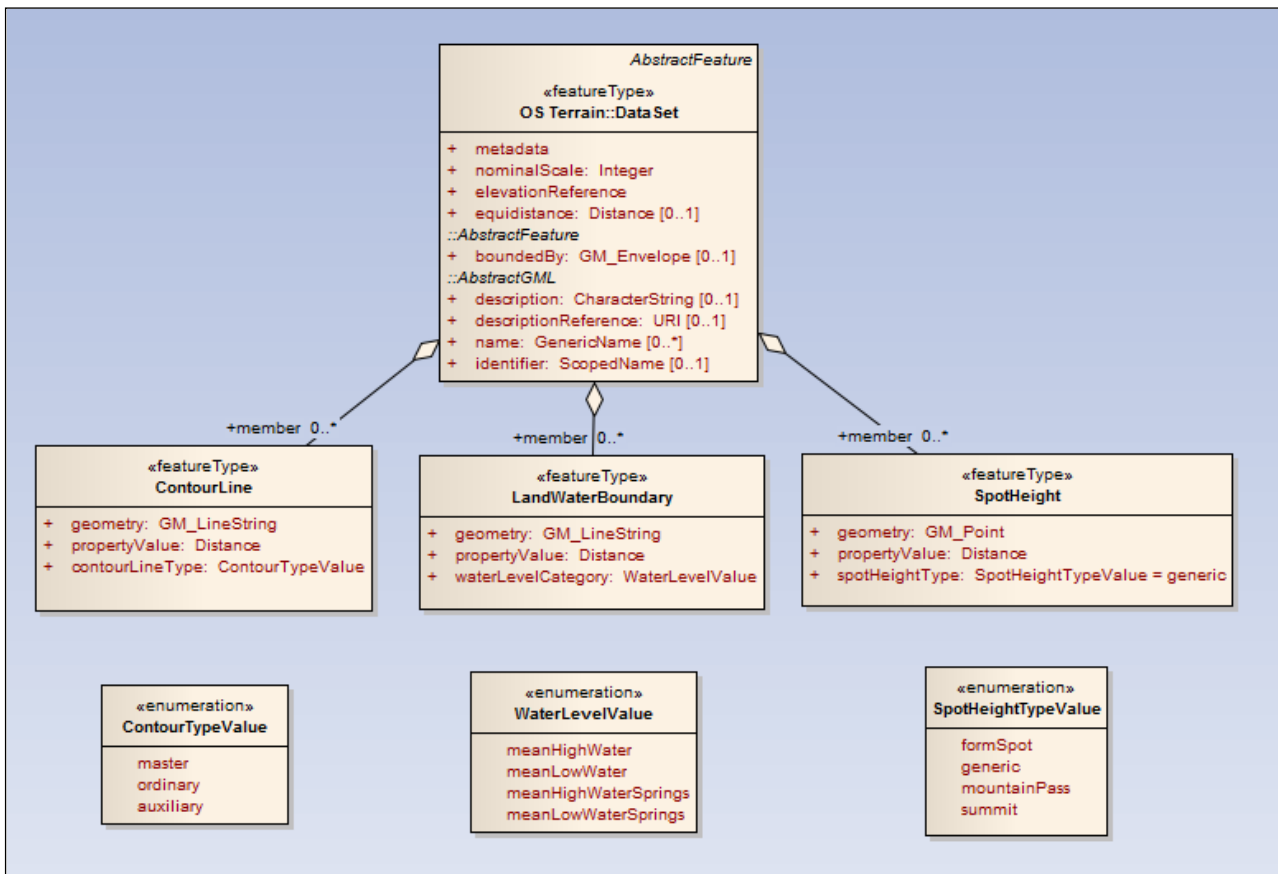 AbstractFeature
«featureType»
OS Terrain::DataSet
+ metadata
+ nominalScale: Integer
+ elevationReference
+ equidistance: Distance [0..1]
::AbstractFeature
+ boundedBy: GM_Envelope [0..1]
::AbstractGML
+ description: CharacterString [0..1]
+ descriptionReference: URI [0..1]
+ name: GenericName [0..*]
+ identifier: ScopedName [0..1]
+member 0..*
+member 0..*
+member 0..*
«featureType»
ContourLine
+ geometry: GM_LineString
+ propertyValue: Distance
+ contourLineType: ContourTypeValue
«featureType»
LandWaterBoundary
+ geometry: GM_LineString
+ propertyValue: Distance
+ waterLevelCategory: WaterLevelValue
«featureType»
SpotHeight
+ geometry: GM_Point
+ propertyValue: Distance
+ spotHeightType: SpotHeightTypeValue = generic
«enumeration»
ContourTypeValue
master
ordinary
auxiliary
«enumeration»
WaterLevelValue
meanHighWater
meanLowWater
meanHighWaterSprings
meanLowWaterSprings
«enumeration»
SpotHeightTypeValue
formSpot
generic
mountainPass
summit